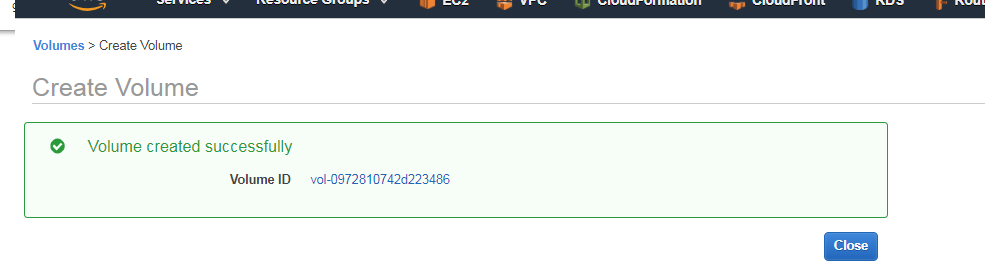 Services Resource Groups EC2 VPC CloudFormation CloudFront RDS
Volumes > Create Volume
Create Volume
Volume created successfully
Volume ID vol-0972810742d223486
Close